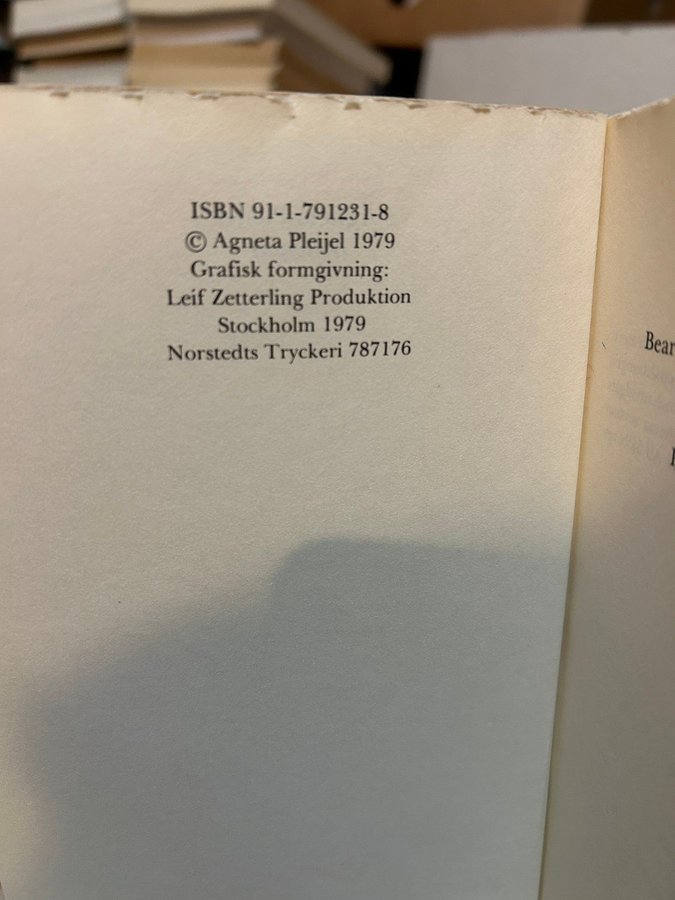 ISBN 91-1-791231-8
© Agneta Pleijel 1979
Grafisk formgivning:
Leif Zetterling Produktion
Stockholm 1979
Norstedts Tryckeri 787176
Bear